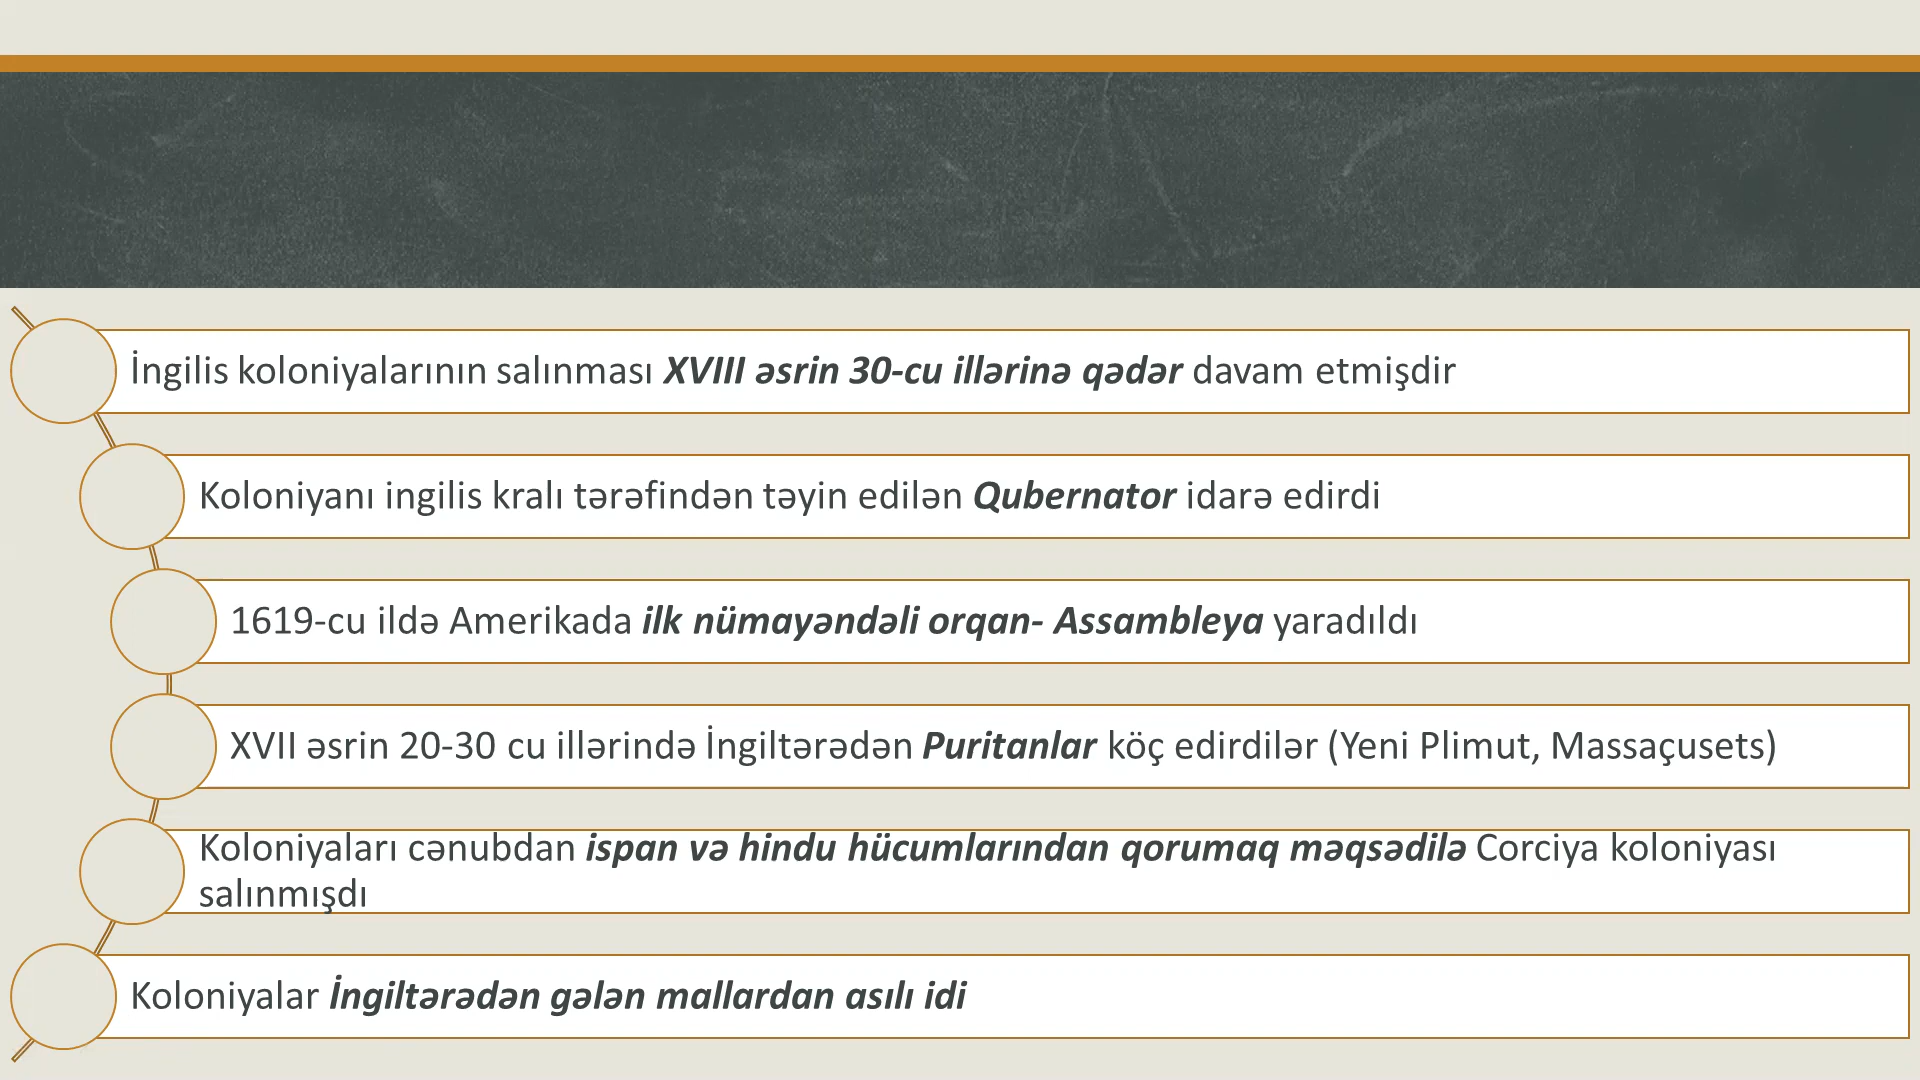 İngilis koloniyalarının salınması XVIII əsrin 30-cu illərinə qədər davam etmişdir
Koloniyanı ingilis kralı tərəfindən təyin edilən Qubernator idarə edirdi
1619-cu ildə Amerikada ilk nümayəndəli orqan- Assambleya yaradıldı
XVII əsrin 20-30 cu illərində İngiltərədən Puritanlar köç edirdilər (Yeni Plimut, Massaçusets)
Koloniyaları cənubdan ispan və hindu hücumlarından qorumaq məqsədilə Corciya koloniyası
salınmışdı
Koloniyalar İngiltərədən gələn mallardan asılı idi